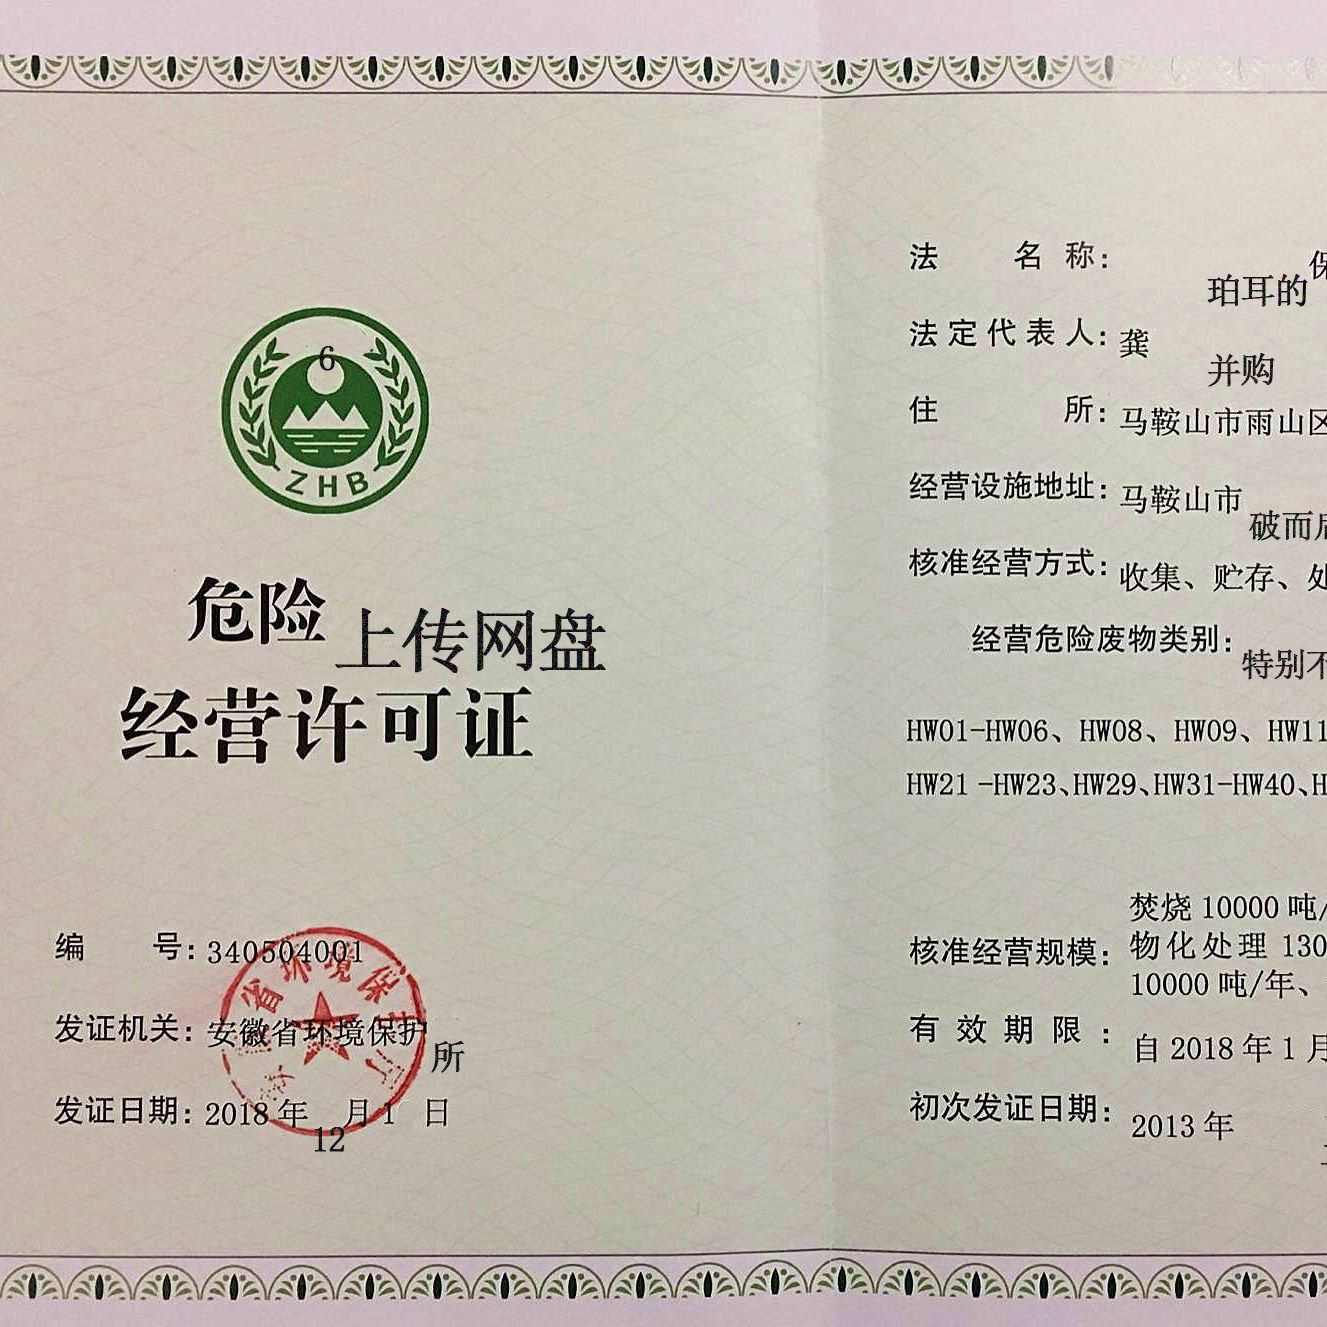 6
ZHB
危险
上传网盘
经营许可证
编 号：340504001
发证机关：安徽省环境保护
所
发证日期：2018 年 月 1 日
12
省环境保
厅
法 名 称：
保
珀耳的
法定代表人：龚
并购
住 所：马鞍山市雨山区
经营设施地址：马鞍山市
破而后
核准经营方式：收集、贮存、处
经营危险废物类别：
特别不
HW01-HW06、HW08、HW09、HW11
HW21-HW23、HW29、HW31-HW40、H
焚烧 10000 吨/
核准经营规模：物化处理 130
10000 吨/年、
有效期限：自 2018 年 1 月
初次发证日期：2013 年